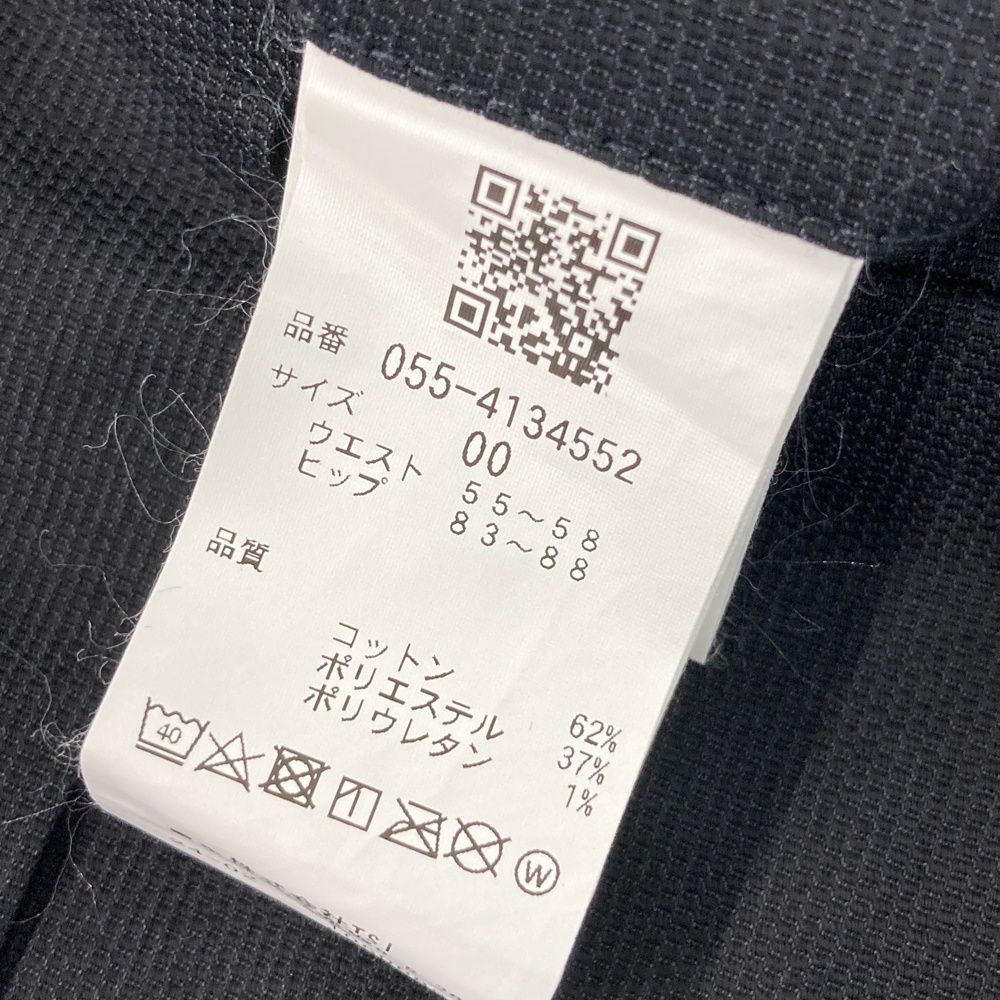 品番 055-4134552
サイズ 00
ウエスト 55～58
ヒップ 83～88
品質
コットン 62%
ポリエステル 37%
ポリウレタン 1%
40
W